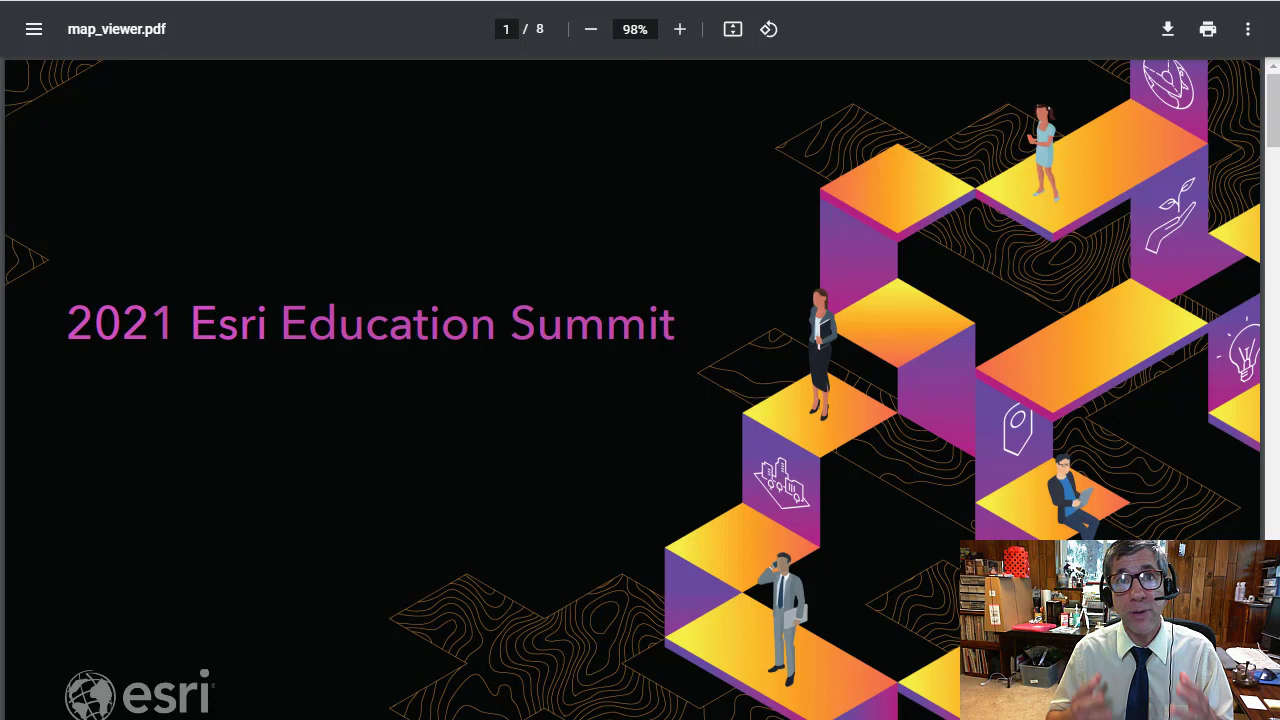 map_viewer.pdf
1 / 8
98%
2021 Esri Education Summit
esri